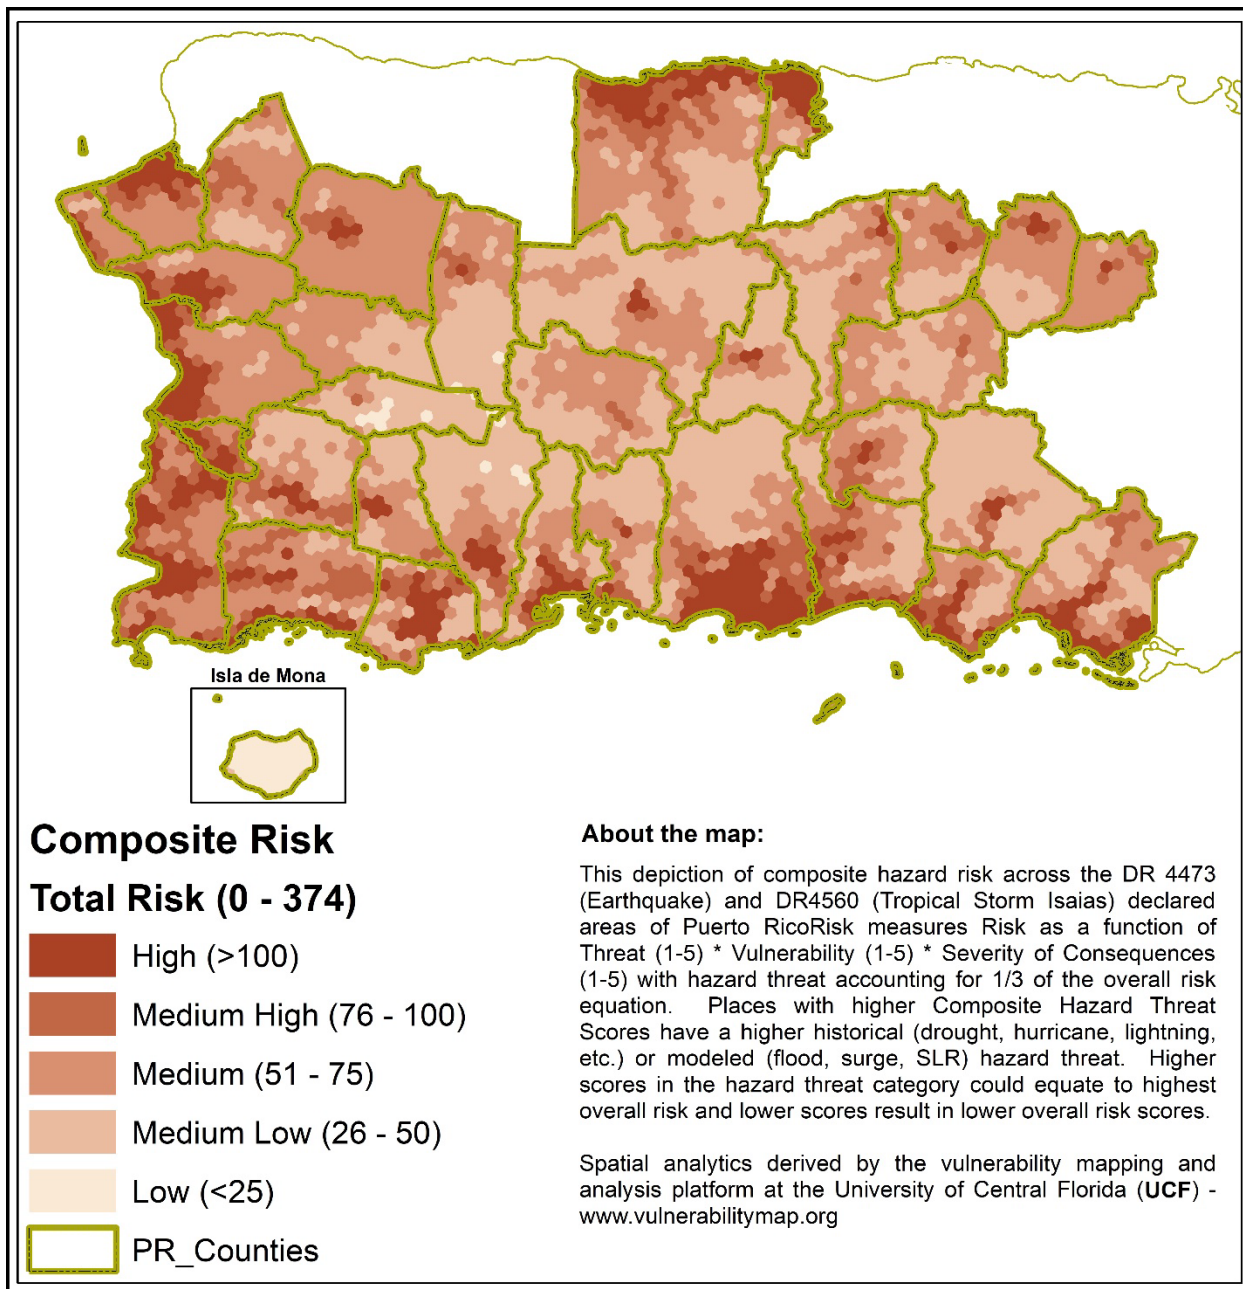 Isla de Mona
Composite Risk
Total Risk (0 - 374)
High (>100)
Medium High (76 - 100)
Medium (51 - 75)
Medium Low (26 - 50)
Low (<25)
PR_Counties
About the map:
This depiction of composite hazard risk across the DR 4473
(Earthquake) and DR4560 (Tropical Storm Isaias) declared
areas of Puerto RicoRisk measures Risk as a function of
Threat (1-5) * Vulnerability (1-5) * Severity of Consequences
(1-5) with hazard threat accounting for 1/3 of the overall risk
equation. Places with higher Composite Hazard Threat
Scores have a higher historical (drought, hurricane, lightning,
etc.) or modeled (flood, surge, SLR) hazard threat. Higher
scores in the hazard threat category could equate to highest
overall risk and lower scores result in lower overall risk scores.
Spatial analytics derived by the vulnerability mapping and
analysis platform at the University of Central Florida (UCF) -
www.vulnerabilitymap.org